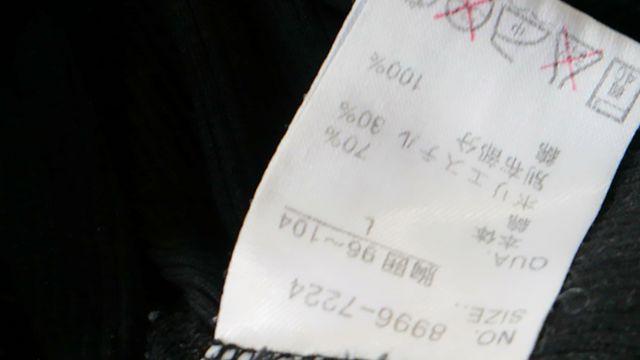 NO. 8996-7224
SIZE..
胸囲 96~104
L
QUA.
本体
綿 70%
ポリエステル 30%
別布部分
綿 100%